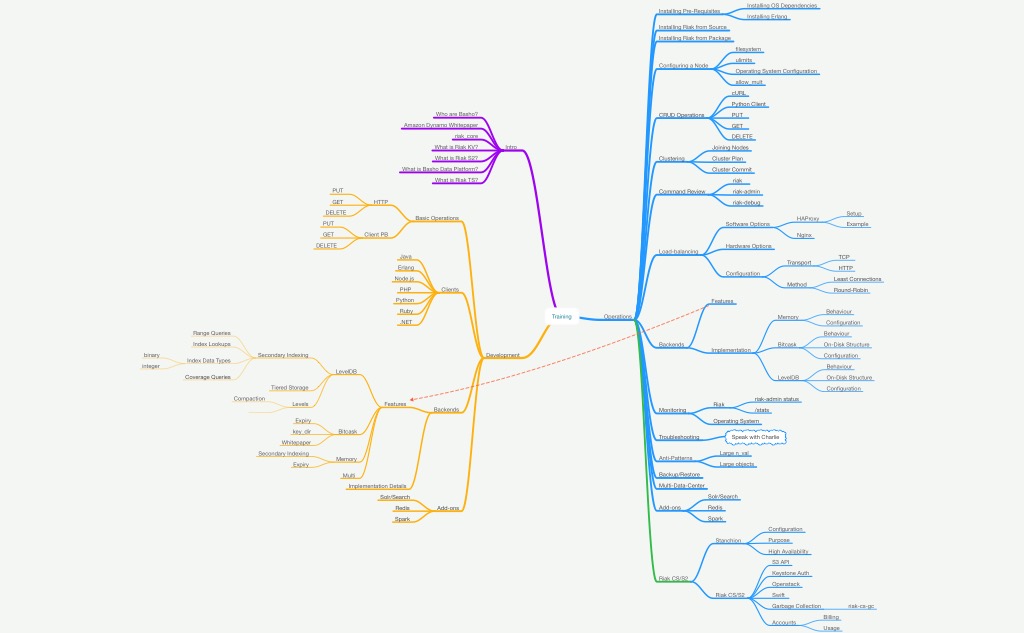 Training
Intro
Who are Basho?
Amazon Dynamo Whitepaper
riak_core
What is Riak KV?
What is Riak S2?
What is Basho Data Platform?
What is Riak TS?
Development
Basic Operations
HTTP
PUT
GET
DELETE
Client PB
PUT
GET
DELETE
Clients
Java
Erlang
Node.js
PHP
Python
Ruby
.NET
Backends
Features
LevelDB
Secondary Indexing
Range Queries
Index Lookups
Index Data Types
binary
integer
Coverage Queries
Tiered Storage
Levels
Compaction
Bitcask
Expiry
key_dir
Whitepaper
Memory
Secondary Indexing
Expiry
Multi
Implementation Details
Add-ons
Solr/Search
Redis
Spark
Operations
Installing Pre-Requisites
Installing OS Dependencies
Installing Erlang
Installing Riak from Source
Installing Riak from Package
Configuring a Node
filesystem
ulimits
Operating System Configuration
allow_mult
CRUD Operations
cURL
Python Client
PUT
GET
DELETE
Clustering
Joining Nodes
Cluster Plan
Cluster Commit
Command Review
riak
riak-admin
riak-debug
Load-balancing
Software Options
HAProxy
Setup
Example
Nginx
Hardware Options
Configuration
Transport
TCP
HTTP
Method
Least Connections
Round-Robin
Backends
Features
Implementation
Memory
Behaviour
Configuration
Bitcask
Behaviour
On-Disk Structure
Configuration
LevelDB
Behaviour
On-Disk Structure
Configuration
Monitoring
Riak
riak-admin status
/stats
Operating System
Troubleshooting
Speak with Charlie
Anti-Patterns
Large n_val
Large objects
Backup/Restore
Multi-Data-Center
Add-ons
Solr/Search
Redis
Spark
Riak CS/S2
Stanchion
Configuration
Purpose
High Availability
Riak CS/S2
S3 API
Keystone Auth
Openstack
Swift
Garbage Collection
riak-cs-gc
Accounts
Billing
Usage